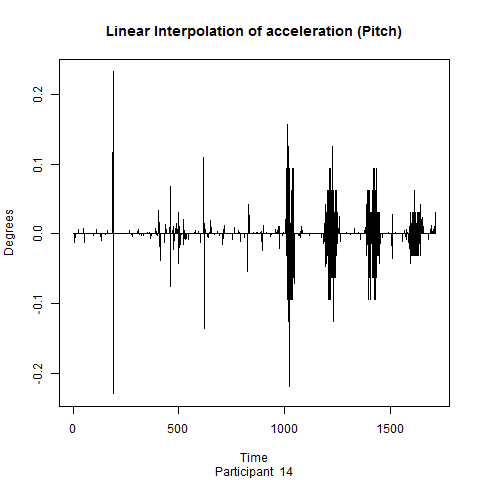 Linear Interpolation of acceleration (Pitch)
Degrees
0.2
0.1
0.0
-0.1
-0.2
0 500 1000 1500
Time
Participant 14